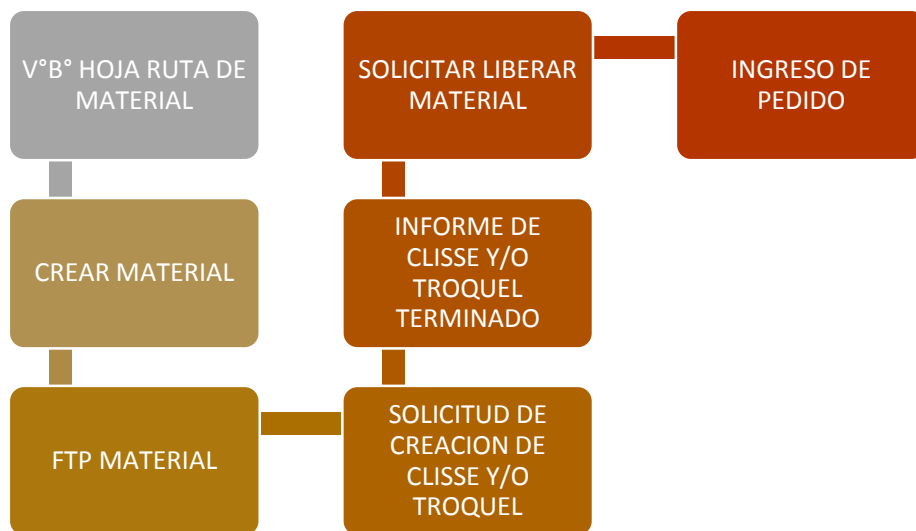 V°B° HOJA RUTA DE
MATERIAL
CREAR MATERIAL
FTP MATERIAL
SOLICITUD DE
CREACION DE
CLISSE Y/O
TROQUEL
INFORME DE
CLISSE Y/O
TROQUEL
TERMINADO
SOLICITAR LIBERAR
MATERIAL
INGRESO DE
PEDIDO